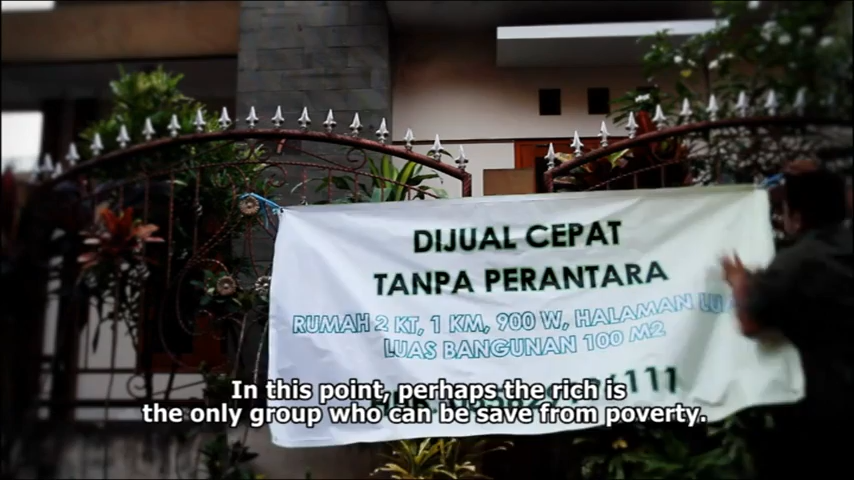 DIJUAL CEPAT
TANPA PERANTARA
RUMAH 2 KT, 1 KM, 900 W, HALAMAN
LUAS BANGUNAN 100 M2
In this point, perhaps the rich is
the only group who can be save from poverty.